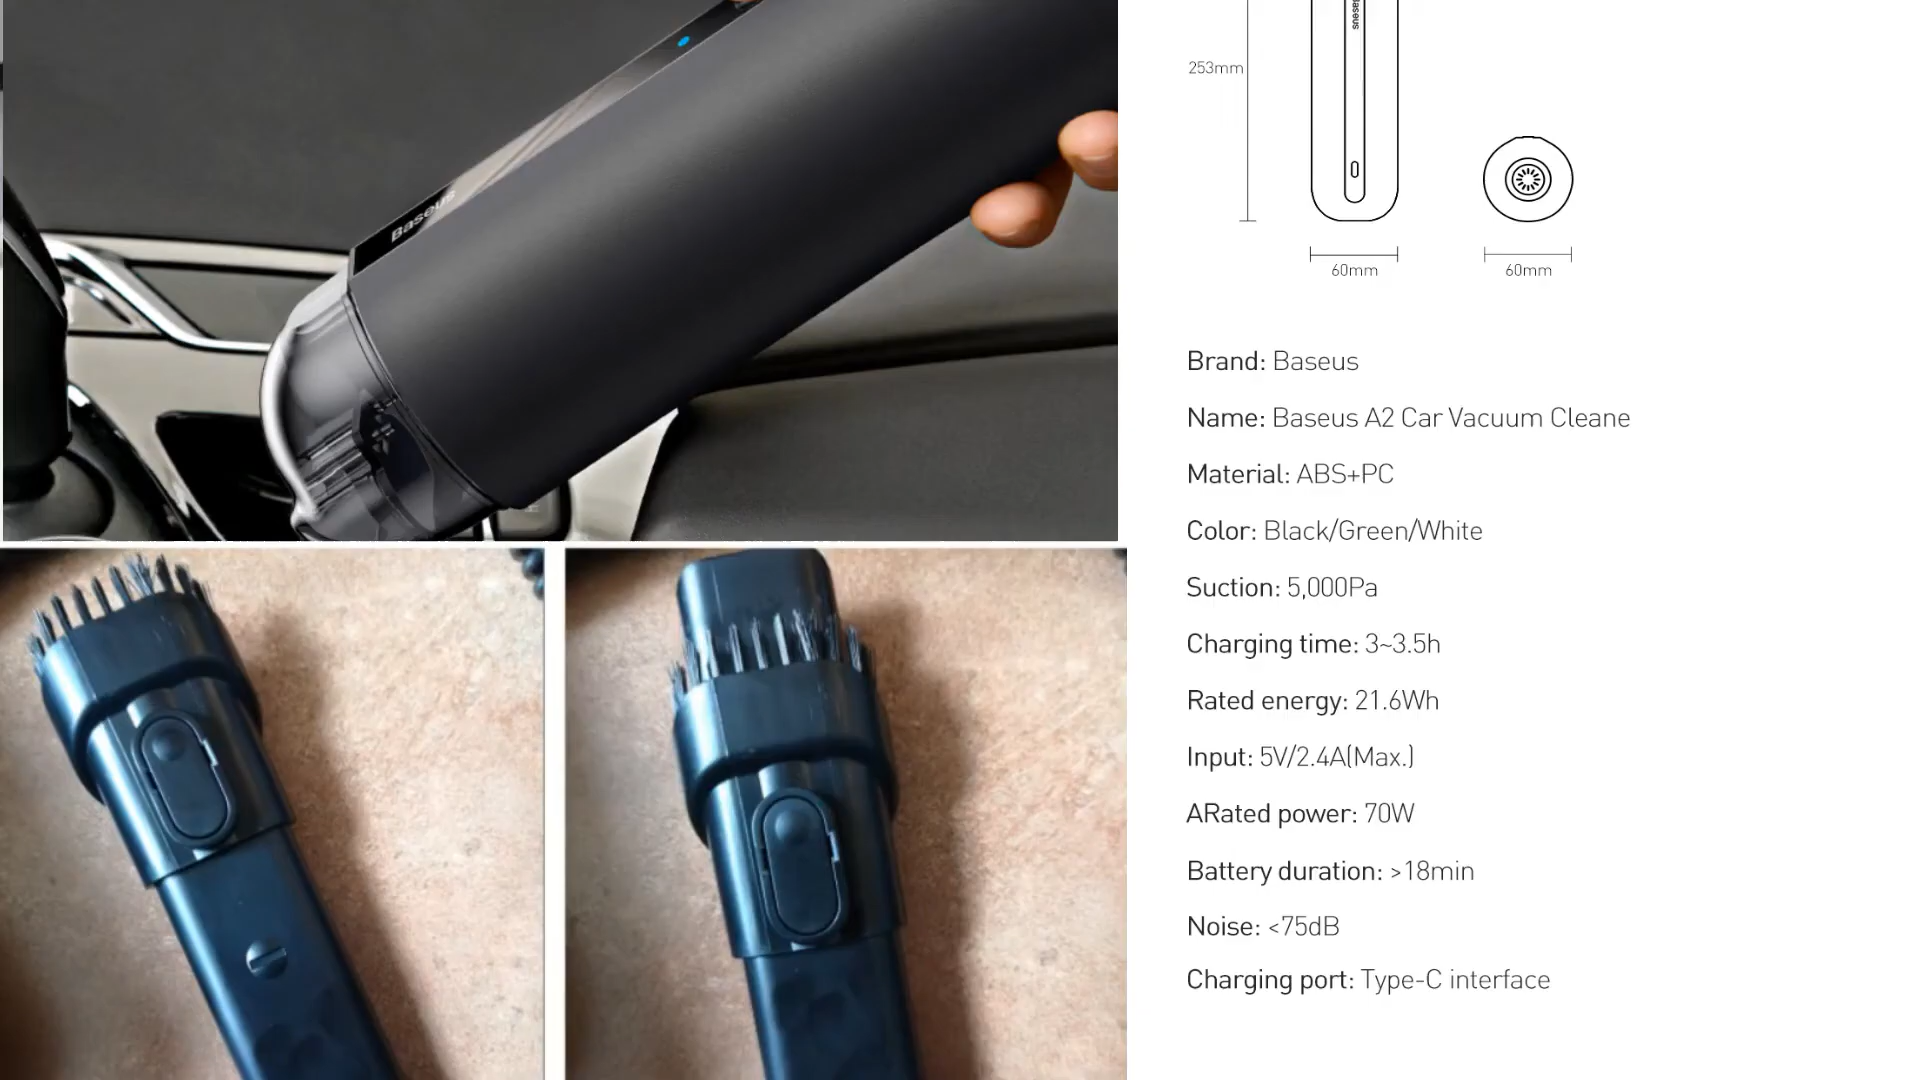 Baseus
Baseus
253mm
60mm
60mm
Brand: Baseus
Name: Baseus A2 Car Vacuum Cleane
Material: ABS+PC
Color: Black/Green/White
Suction: 5,000Pa
Charging time: 3~3.5h
Rated energy: 21.6Wh
Input: 5V/2.4A(Max.)
ARated power: 70W
Battery duration: >18min
Noise: <75dB
Charging port: Type-C interface